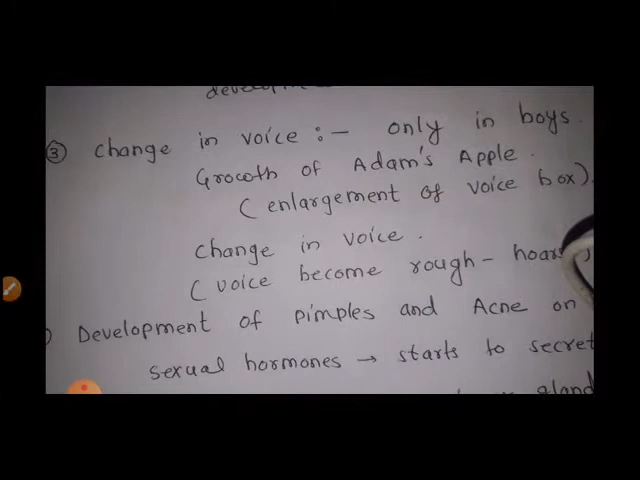 ③ change in voice :- only in boys.
Growth of Adam's Apple.
( enlargement of voice box)
change in voice.
( voice become rough -
Development of pimples and Acne on
sexual hormones → starts to secret
gland